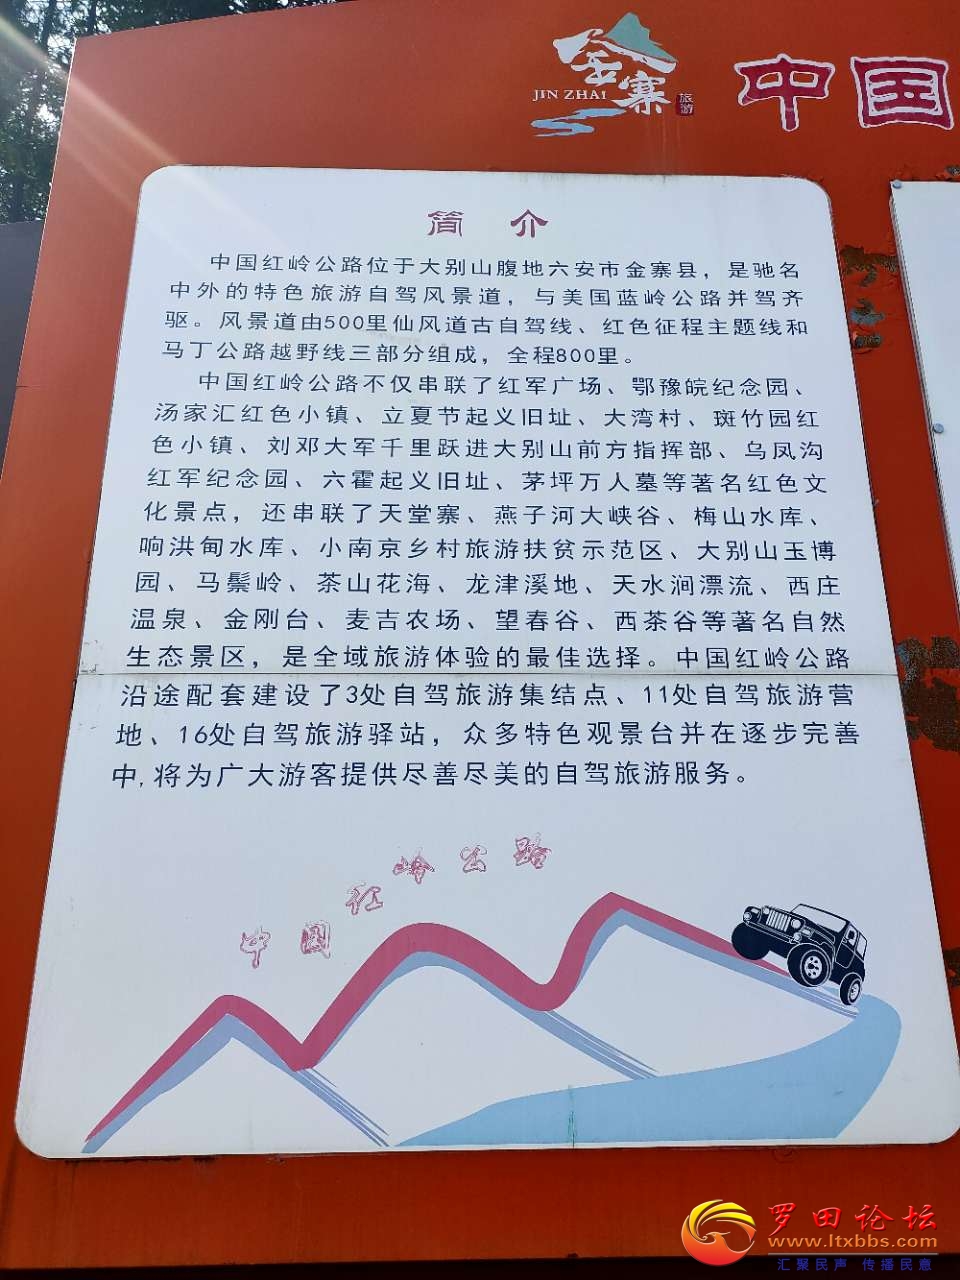 金寨
JIN ZHAI
旅游
中国
简 介
中国红岭公路位于大别山腹地六安市金寨县，是驰名
中外的特色旅游自驾风景道，与美国蓝岭公路并驾齐
驱。风景道由500里仙风道古自驾线、红色征程主题线和
马丁公路越野线三部分组成，全程800里。
中国红岭公路不仅串联了红军广场、鄂豫皖纪念园、
汤家汇红色小镇、立夏节起义旧址、大湾村、斑竹园红
色小镇、刘邓大军千里跃进大别山前方指挥部、乌凤沟
红军纪念园、六霍起义旧址、茅坪万人墓等著名红色文
化景点，还串联了天堂寨、燕子河大峡谷、梅山水库、
响洪甸水库、小南京乡村旅游扶贫示范区、大别山玉博
园、马鬃岭、茶山花海、龙津溪地、天水涧漂流、西庄
温泉、金刚台、麦吉农场、望春谷、西茶谷等著名自然
生态景区，是全域旅游体验的最佳选择。中国红岭公路
沿途配套建设了3处自驾旅游集结点、11处自驾旅游营
地、16处自驾旅游驿站，众多特色观景台并在逐步完善
中,将为广大游客提供尽善尽美的自驾旅游服务。
中国红岭公路
罗田论坛
www.ltxbbs.com
汇聚民声 传播民意